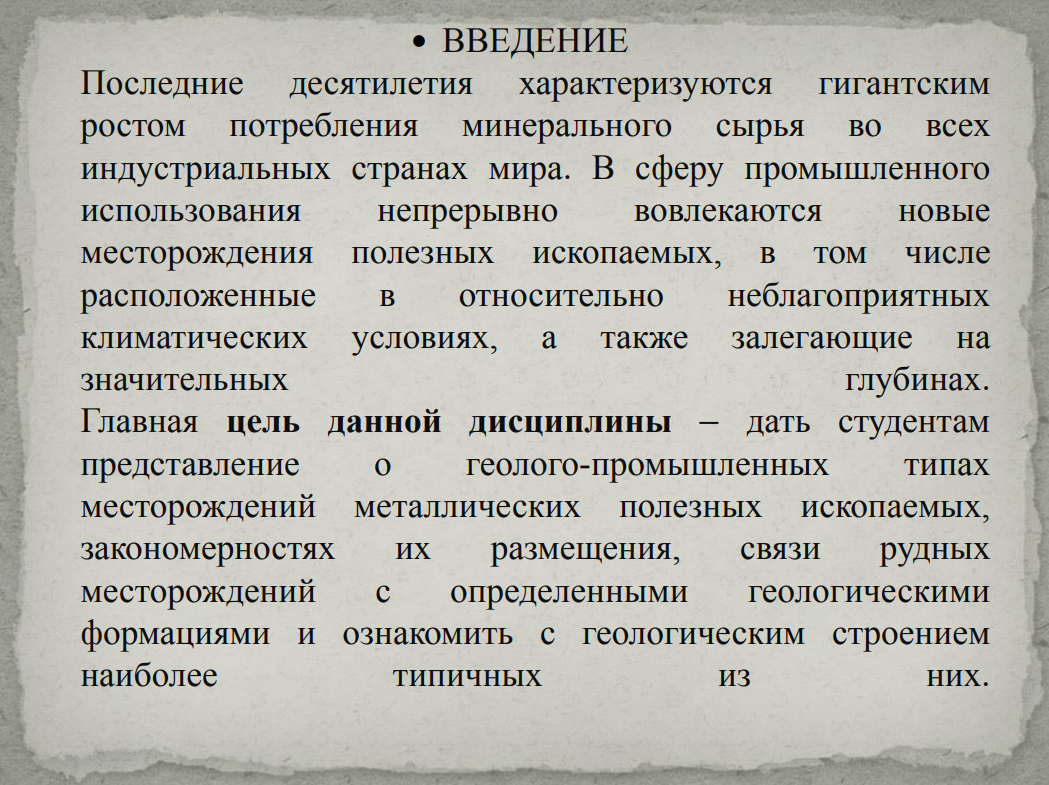 • ВВЕДЕНИЕ
Последние десятилетия характеризуются гигантским
ростом потребления минерального сырья во всех
индустриальных странах мира. В сферу промышленного
использования непрерывно вовлекаются новые
месторождения полезных ископаемых, в том числе
расположенные в относительно неблагоприятных
климатических условиях, а также залегающие на
значительных глубинах.
Главная цель данной дисциплины – дать студентам
представление о геолого-промышленных типах
месторождений металлических полезных ископаемых,
закономерностях их размещения, связи рудных
месторождений с определенными геологическими
формациями и ознакомить с геологическим строением
наиболее типичных из них.